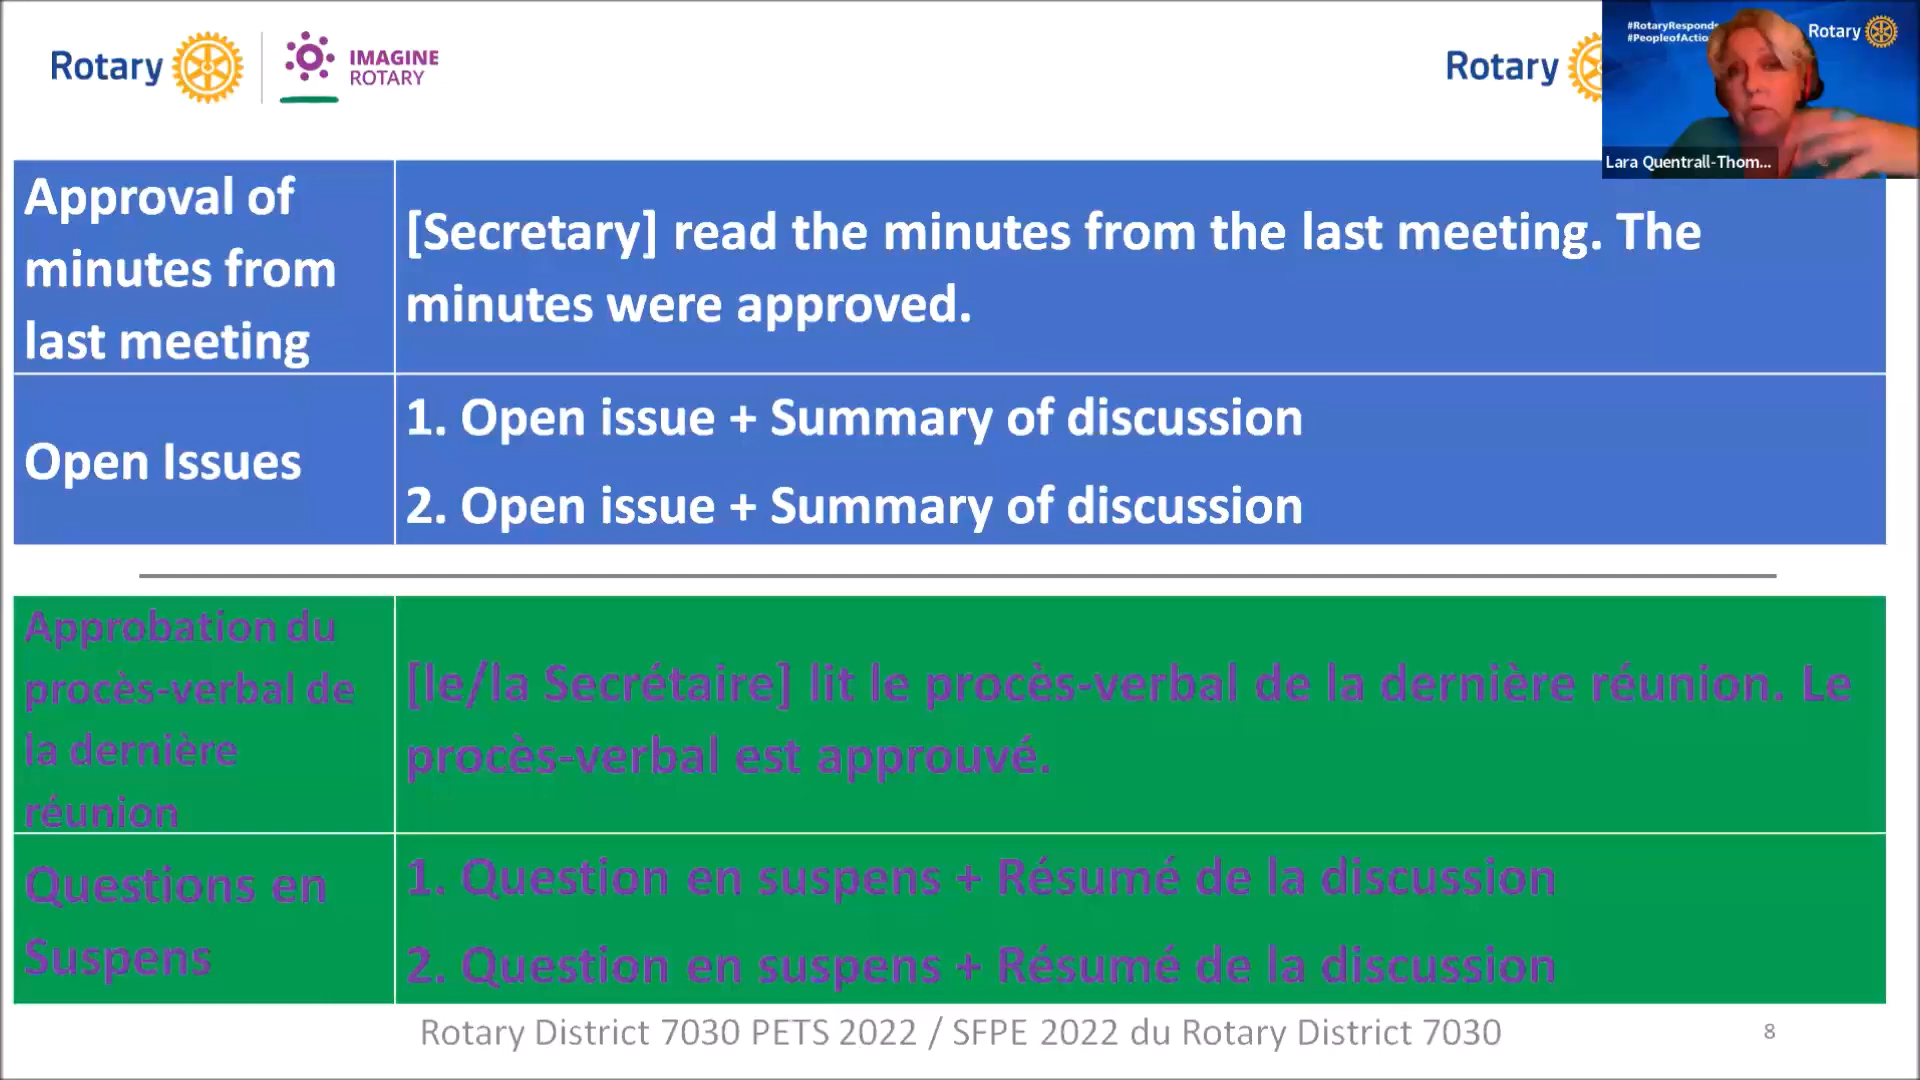 Rotary
IMAGINE
ROTARY
Rotary
#RotaryResponds
#PeopleofActio
Rotary
Lara Quentrall-Thom...
Approval of
minutes from
last meeting
[Secretary] read the minutes from the last meeting. The
minutes were approved.
Open Issues
1. Open issue + Summary of discussion
2. Open issue + Summary of discussion
Approbation du
procès-verbal de
la dernière
réunion
[le/la Secrétaire] lit le procès-verbal de la dernière réunion. Le
procès-verbal est approuvé.
Questions en
Suspens
1. Question en suspens + Résumé de la discussion
2. Question en suspens + Résumé de la discussion
Rotary District 7030 PETS 2022 / SFPE 2022 du Rotary District 7030
8